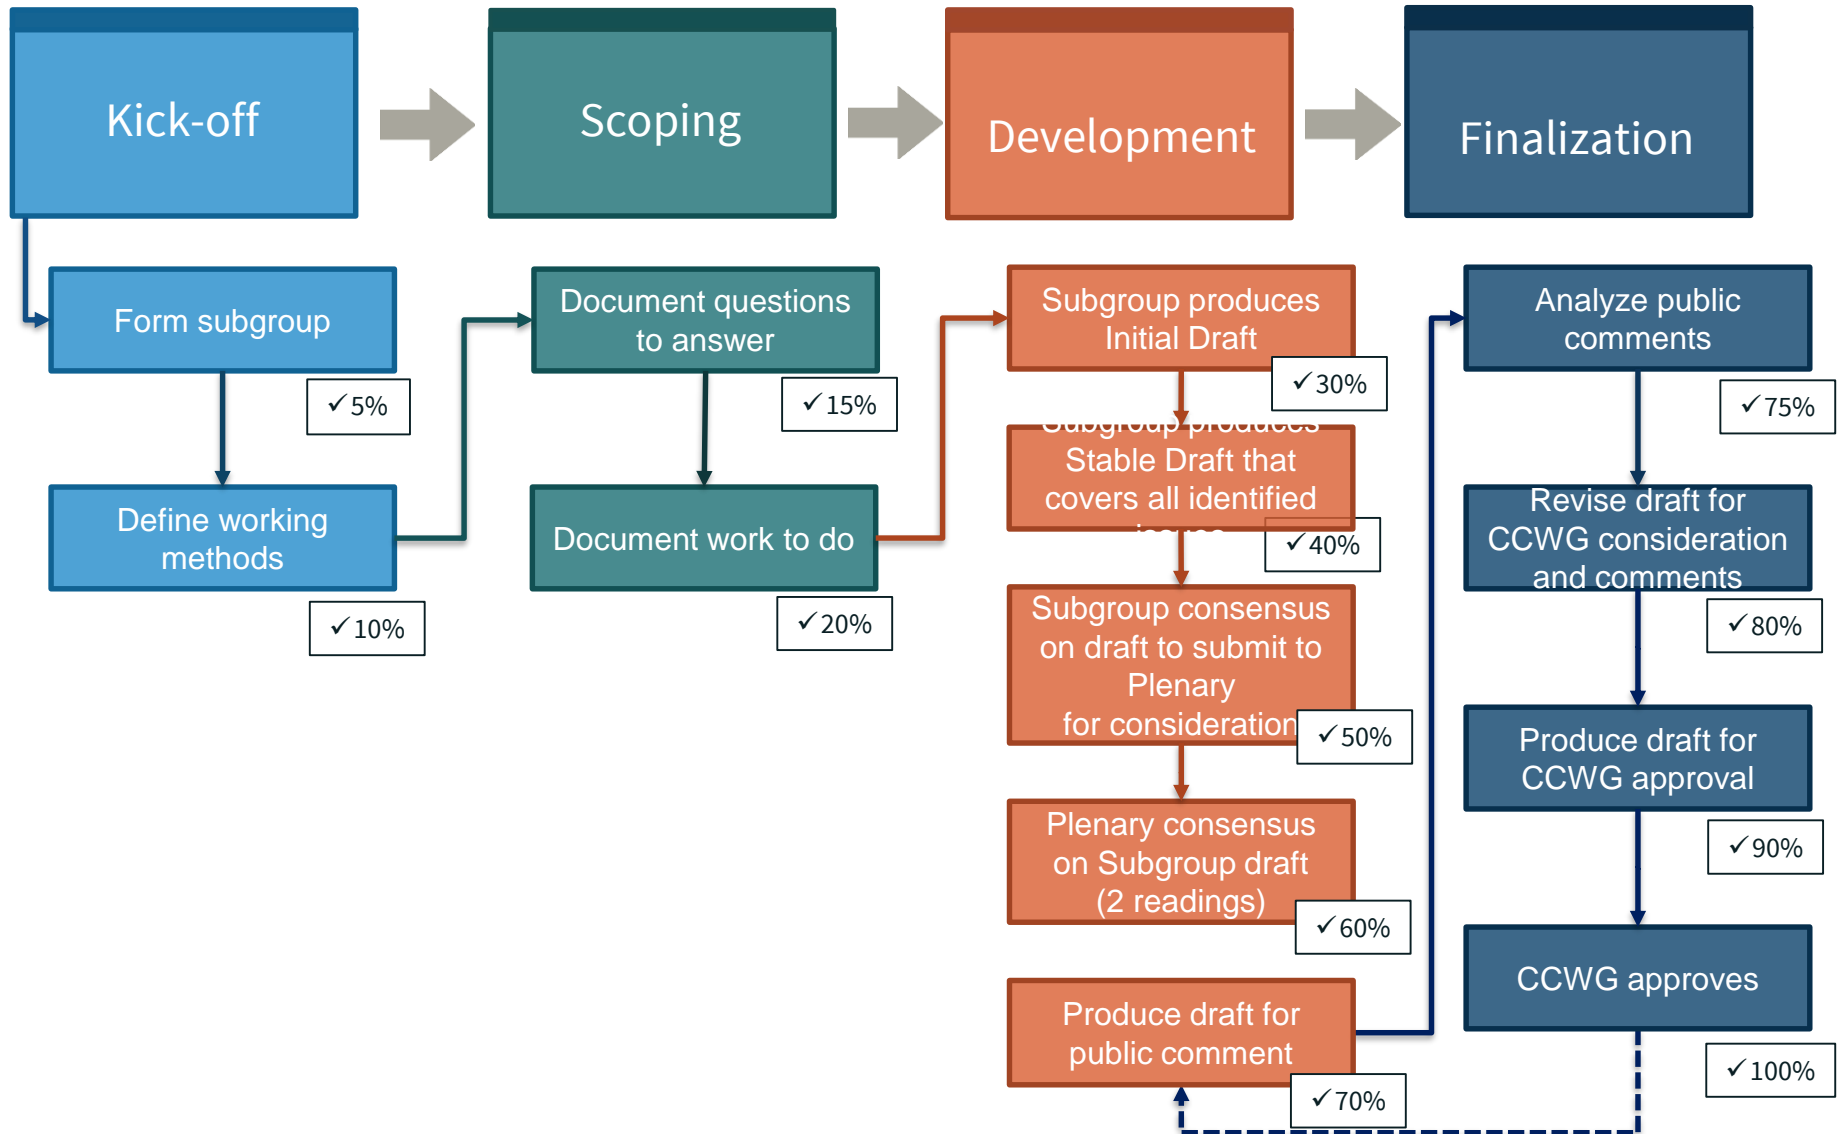 Kick-off
Scoping
Development
Finalization
Form subgroup
✓5%
Define working
methods
✓10%
Document questions
to answer
✓15%
Document work to do
✓20%
Subgroup produces
Initial Draft
✓30%
Subgroup produces
Stable Draft that
covers all identified
issues
✓40%
Subgroup consensus
on draft to submit to
Plenary
for consideration
✓50%
Plenary consensus
on Subgroup draft
(2 readings)
✓60%
Produce draft for
public comment
✓70%
Analyze public
comments
✓75%
Revise draft for
CCWG consideration
and comments
✓80%
Produce draft for
CCWG approval
✓90%
CCWG approves
✓100%